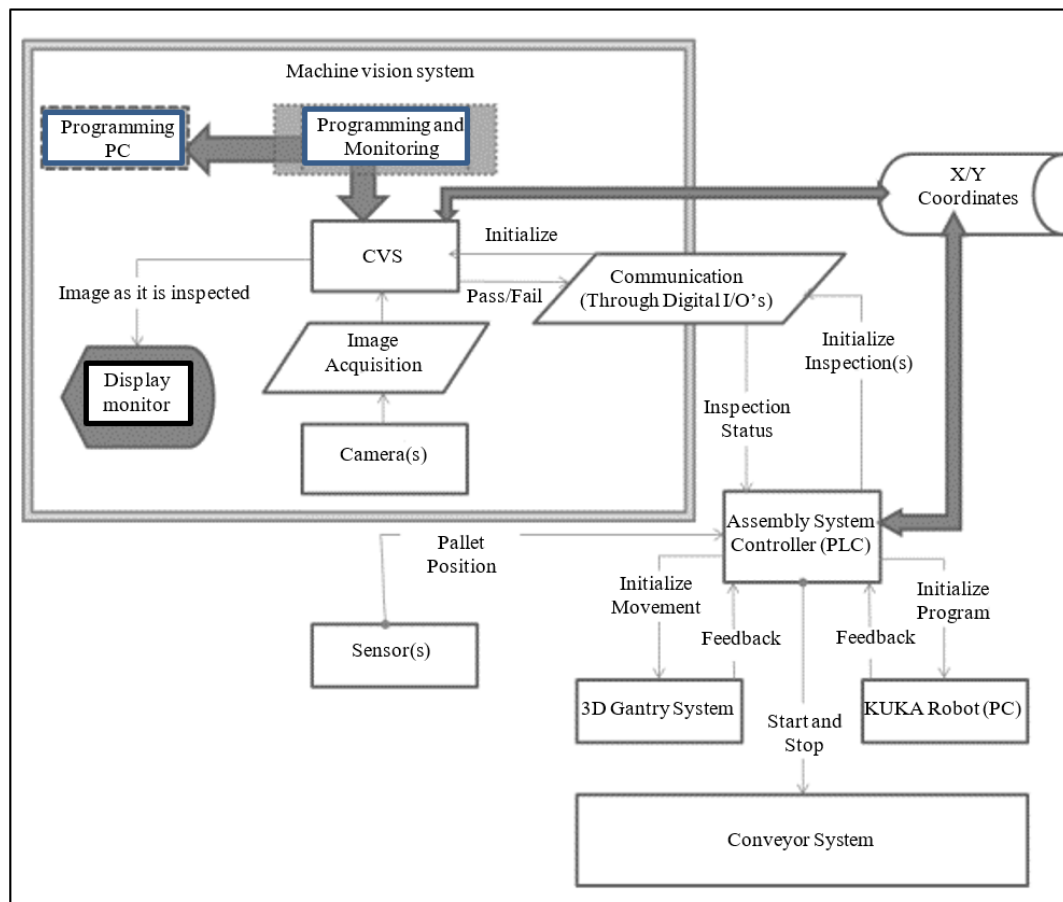 Machine vision system
Programming
PC
Programming and
Monitoring
X/Y
Coordinates
CVS
Initialize
Communication
(Through Digital I/O's)
Pass/Fail
Image as it is inspected
Image
Acquisition
Initialize
Inspection(s)
Display
monitor
Inspection
Status
Camera(s)
Assembly System
Controller (PLC)
Pallet
Position
Initialize
Movement
Initialize
Program
Feedback
Feedback
Sensor(s)
3D Gantry System
KUKA Robot (PC)
Start and
Stop
Conveyor System